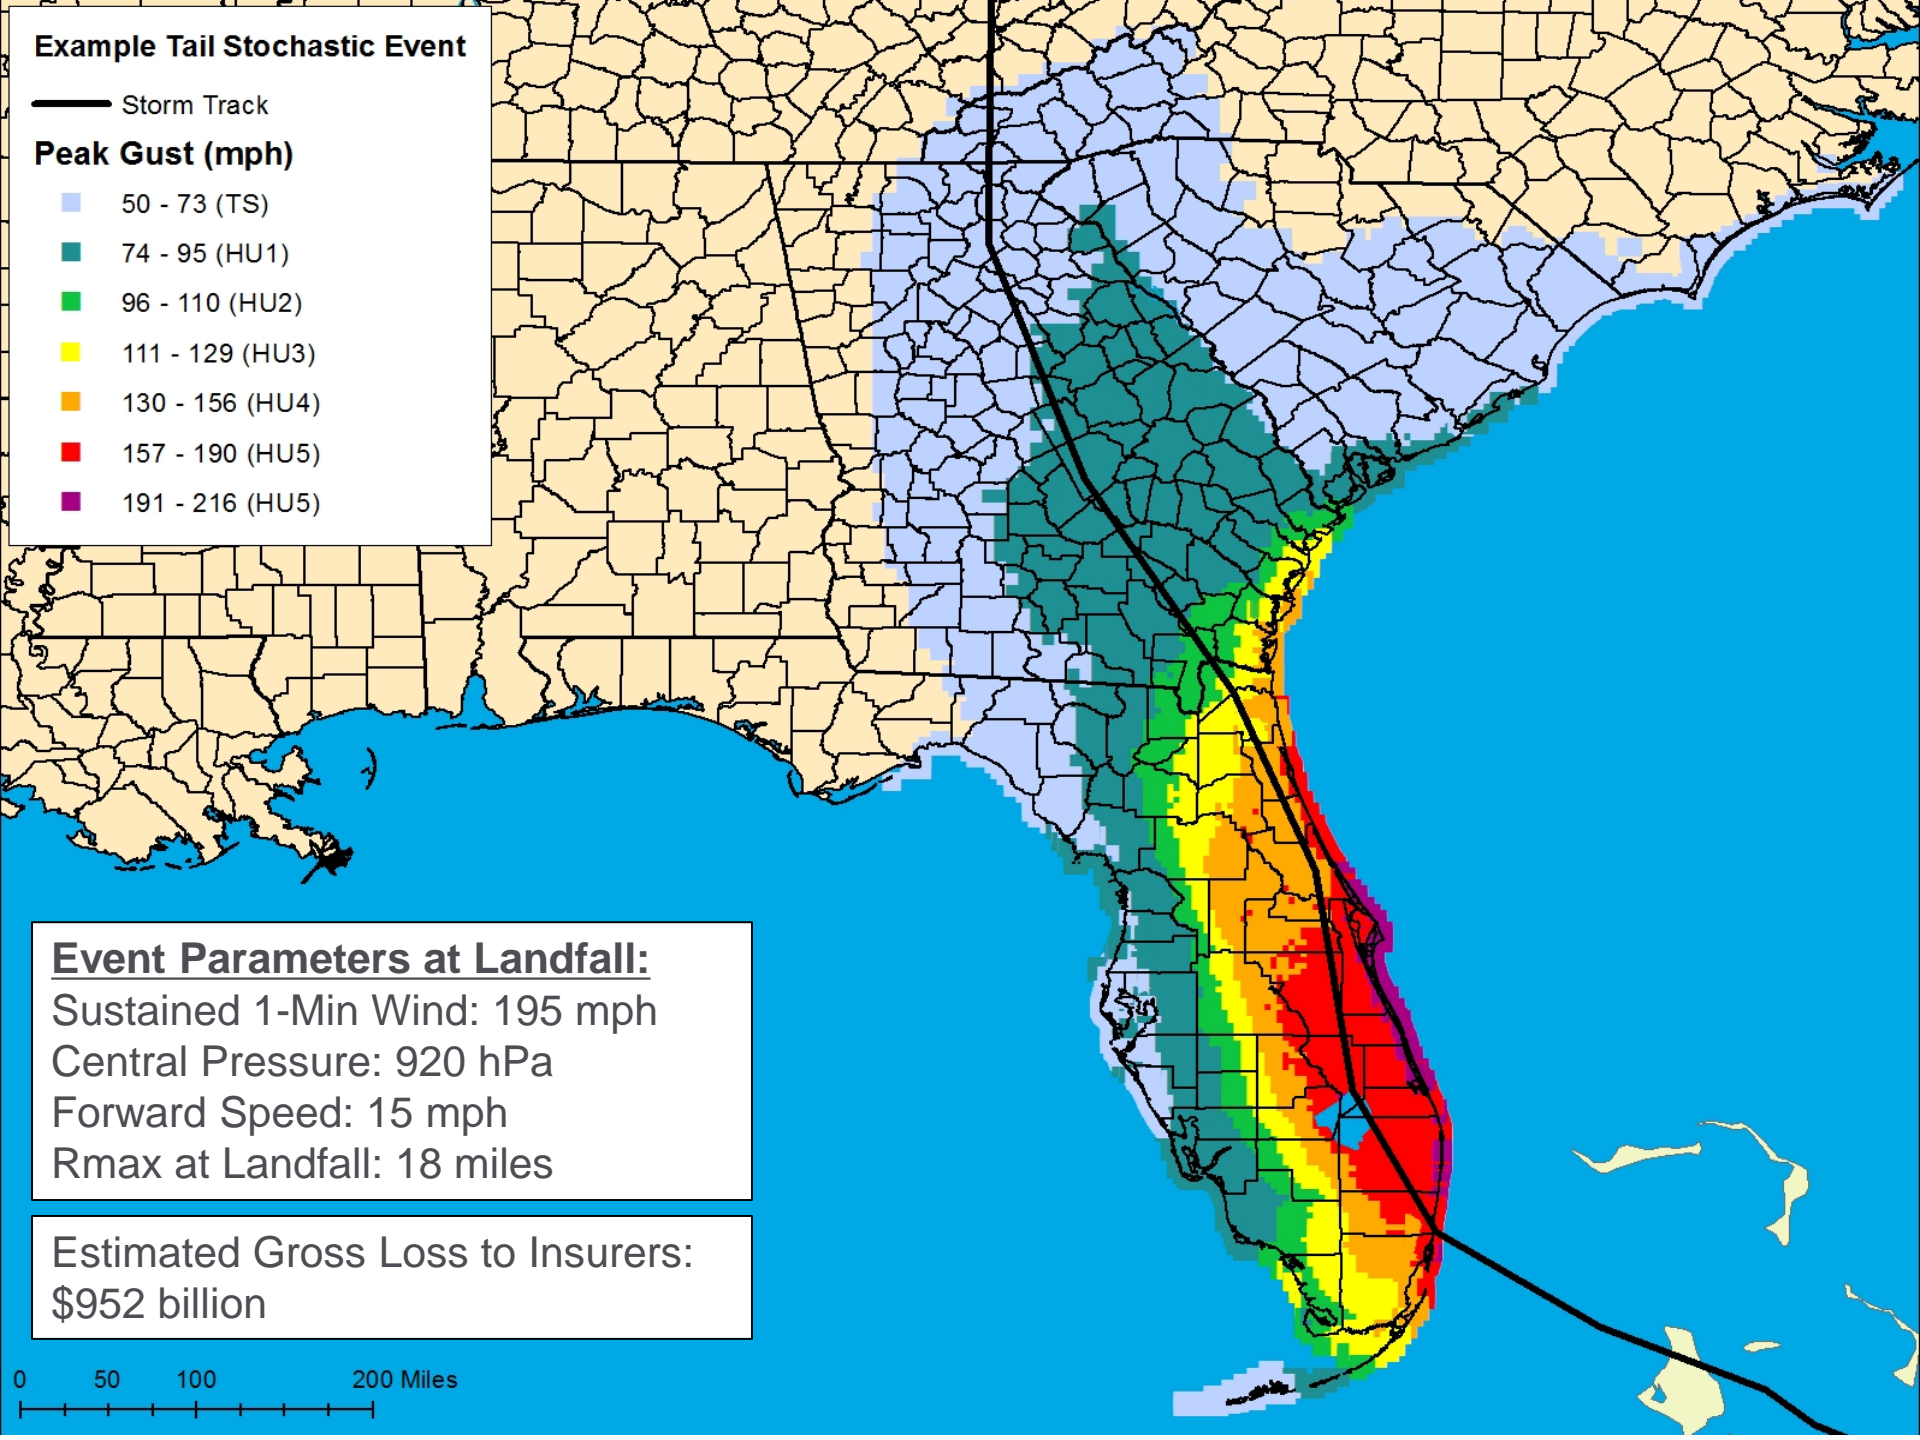 Example Tail Stochastic Event
Storm Track
Peak Gust (mph)
50 - 73 (TS)
74 - 95 (HU1)
96 - 110 (HU2)
111 - 129 (HU3)
130 - 156 (HU4)
157 - 190 (HU5)
191 - 216 (HU5)
Event Parameters at Landfall:
Sustained 1-Min Wind: 195 mph
Central Pressure: 920 hPa
Forward Speed: 15 mph
Rmax at Landfall: 18 miles
Estimated Gross Loss to Insurers:
$952 billion
0 50 100 200 Miles